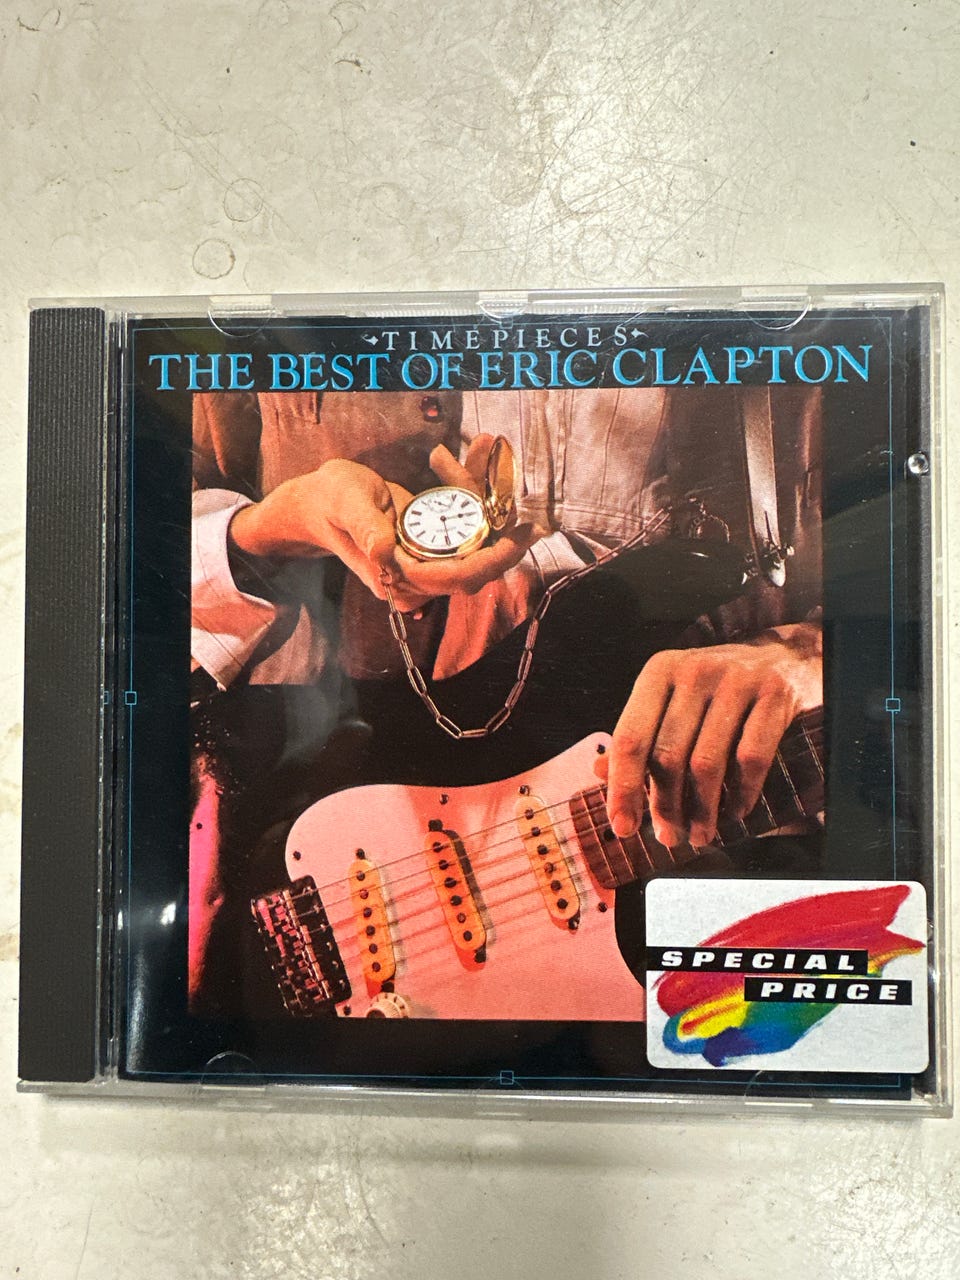 TIMEPIECES
THE BEST OF ERIC CLAPTON
SPECIAL
PRICE